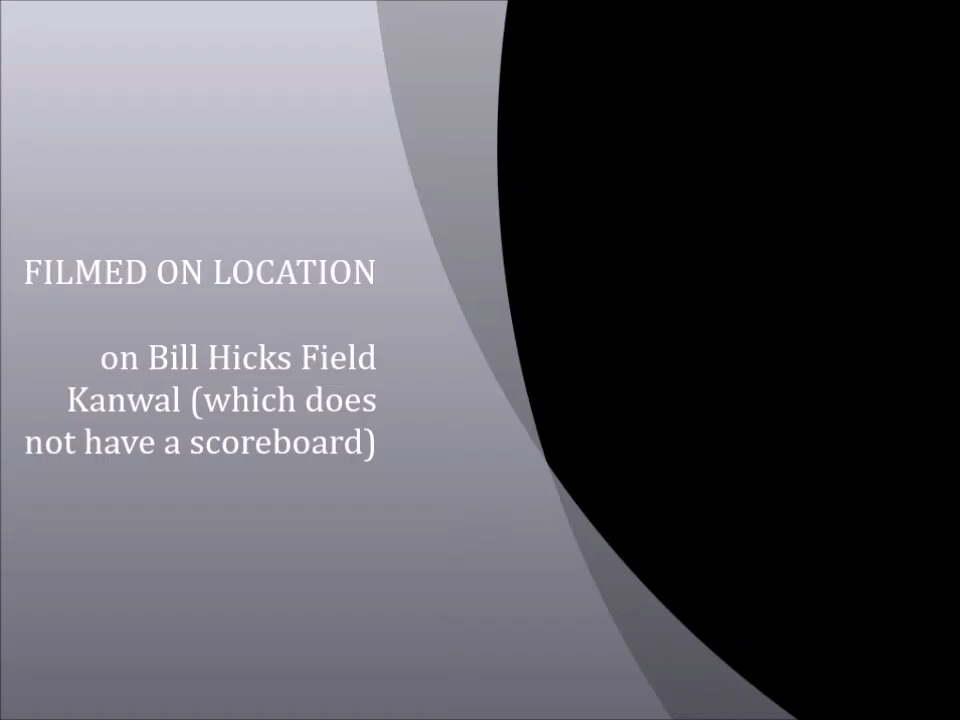 FILMED ON LOCATION
on Bill Hicks Field
Kanwal (which does
not have a scoreboard)